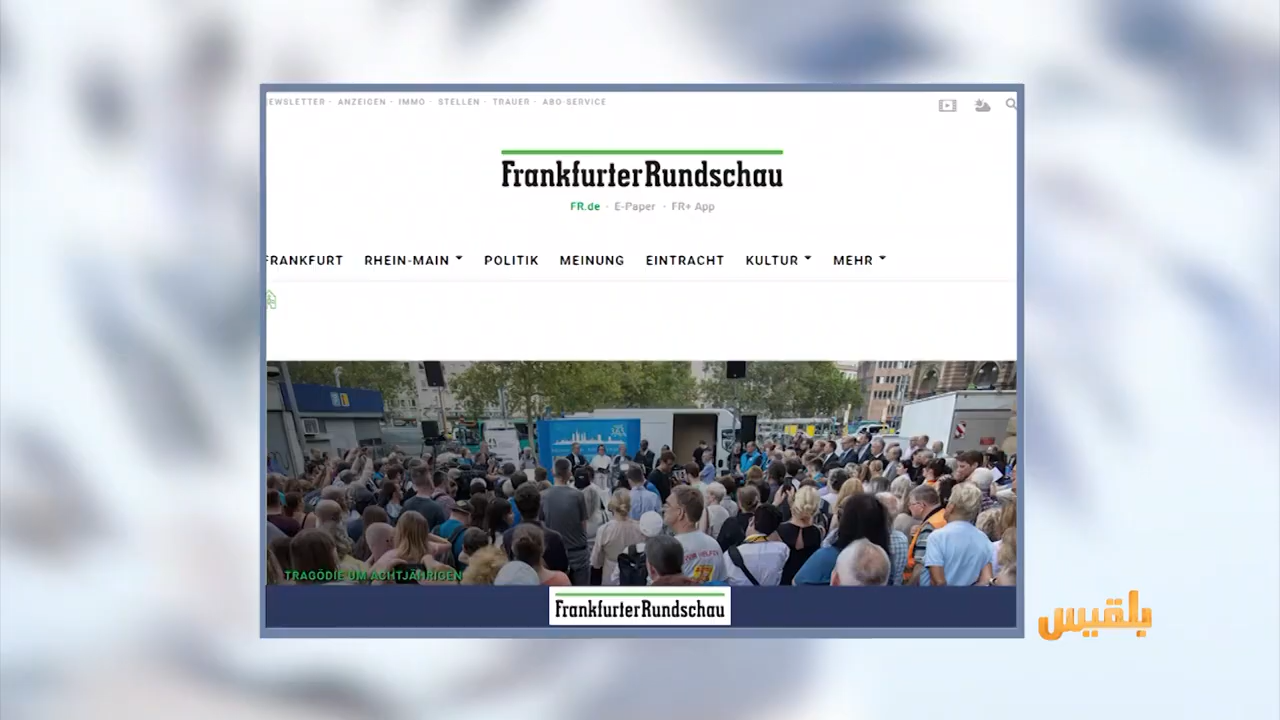 EWSLETTER · ANZEIGEN · IMMO · STELLEN · TRAUER · ABO-SERVICE
FrankfurterRundschau
FR.de · E-Paper · FR+ App
FRANKFURT RHEIN-MAIN POLITIK MEINUNG EINTRACHT KULTUR MEHR
TRAGÖDIE UM ACHTJÄHRIGEN
FrankfurterRundschau
بلقيس